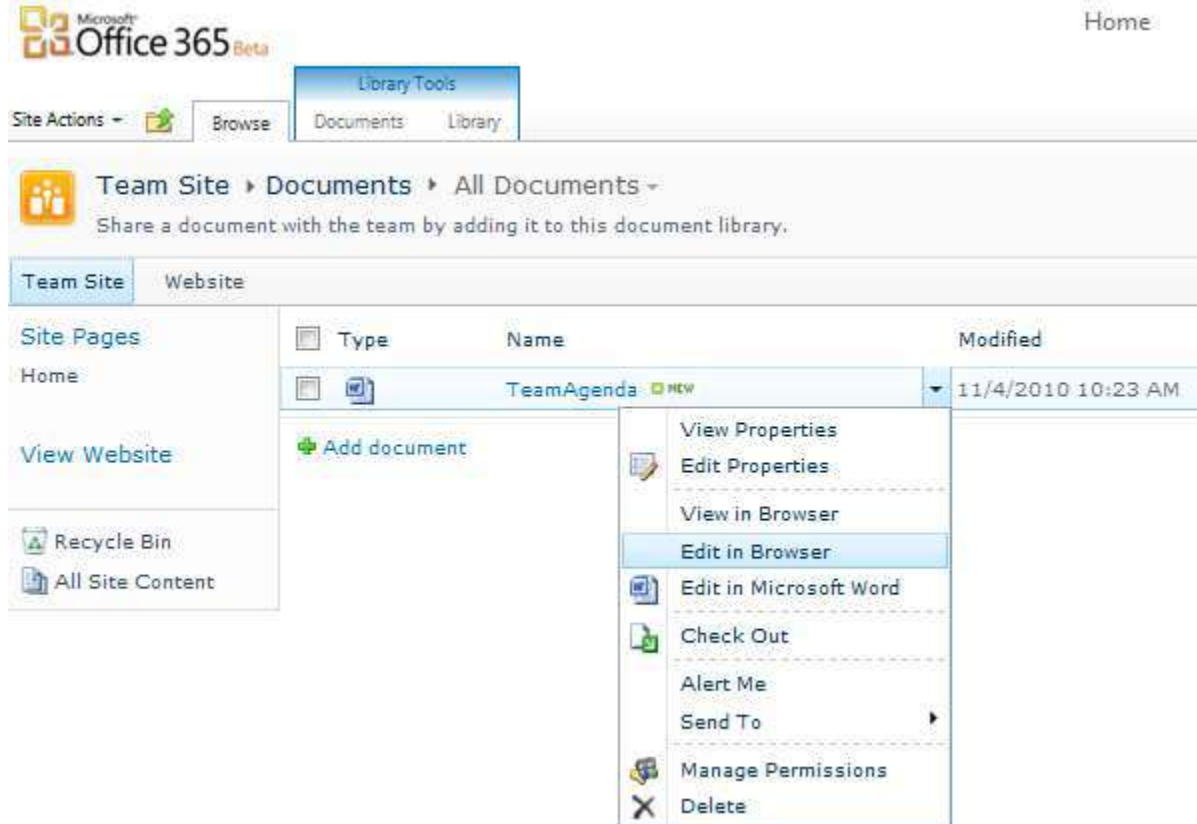 Microsoft
Office 365 Beta
Home
Library Tools
Site Actions
Browse
Documents
Library
Team Site Documents All Documents
Share a document with the team by adding it to this document library.
Team Site
Website
Site Pages
Home
View Website
Recycle Bin
All Site Content
Type Name Modified
TeamAgenda NEW 11/4/2010 10:23 AM
Add document
View Properties
Edit Properties
View in Browser
Edit in Browser
Edit in Microsoft Word
Check Out
Alert Me
Send To
Manage Permissions
Delete